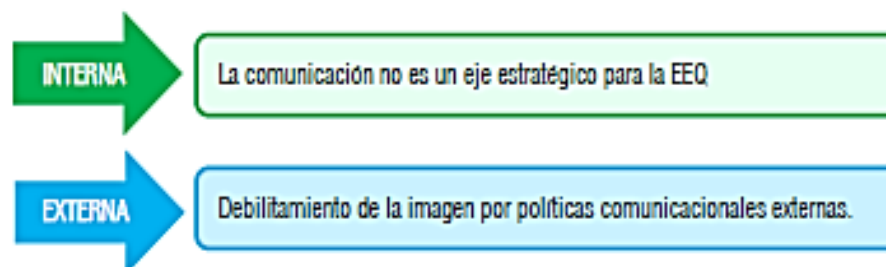 INTERNA
La comunicación no es un eje estratégico para la EEQ
EXTERNA
Debilitamiento de la imagen por políticas comunicacionales externas.